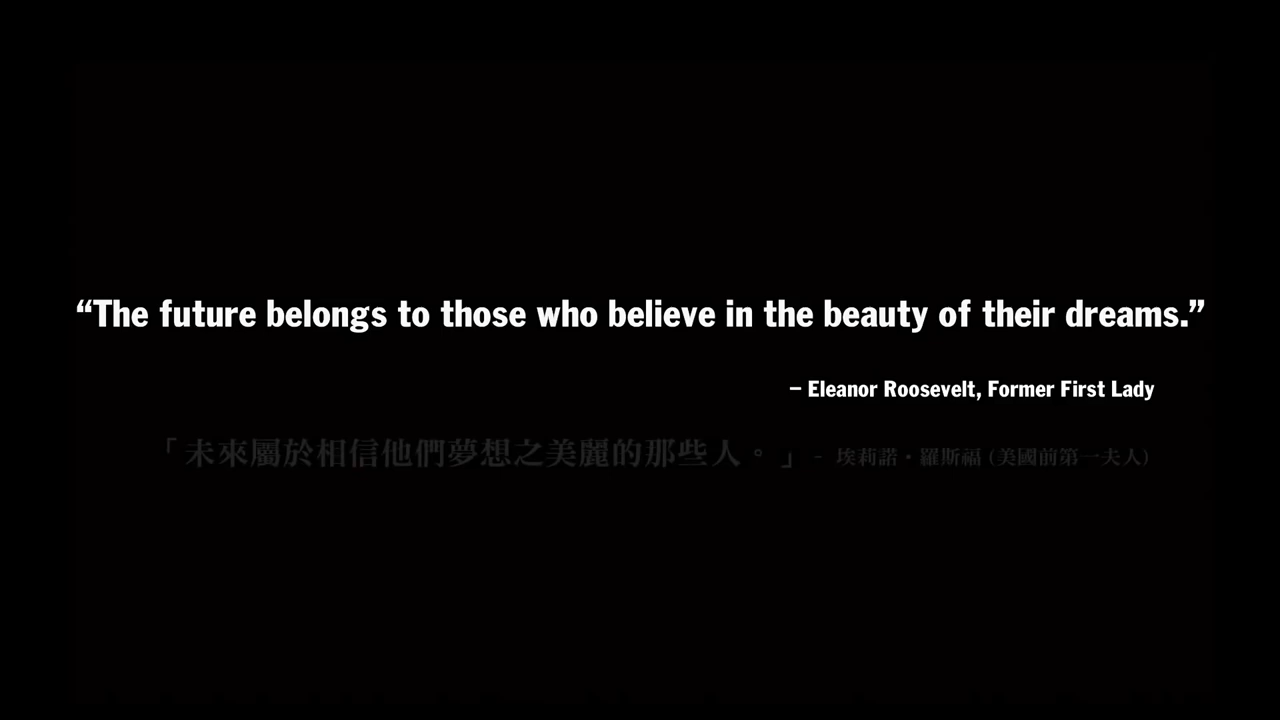 “The future belongs to those who believe in the beauty of their dreams.”
– Eleanor Roosevelt, Former First Lady
「未來屬於相信他們夢想之美麗的那些人。」- 埃莉諾・羅斯福 (美國前第一夫人)